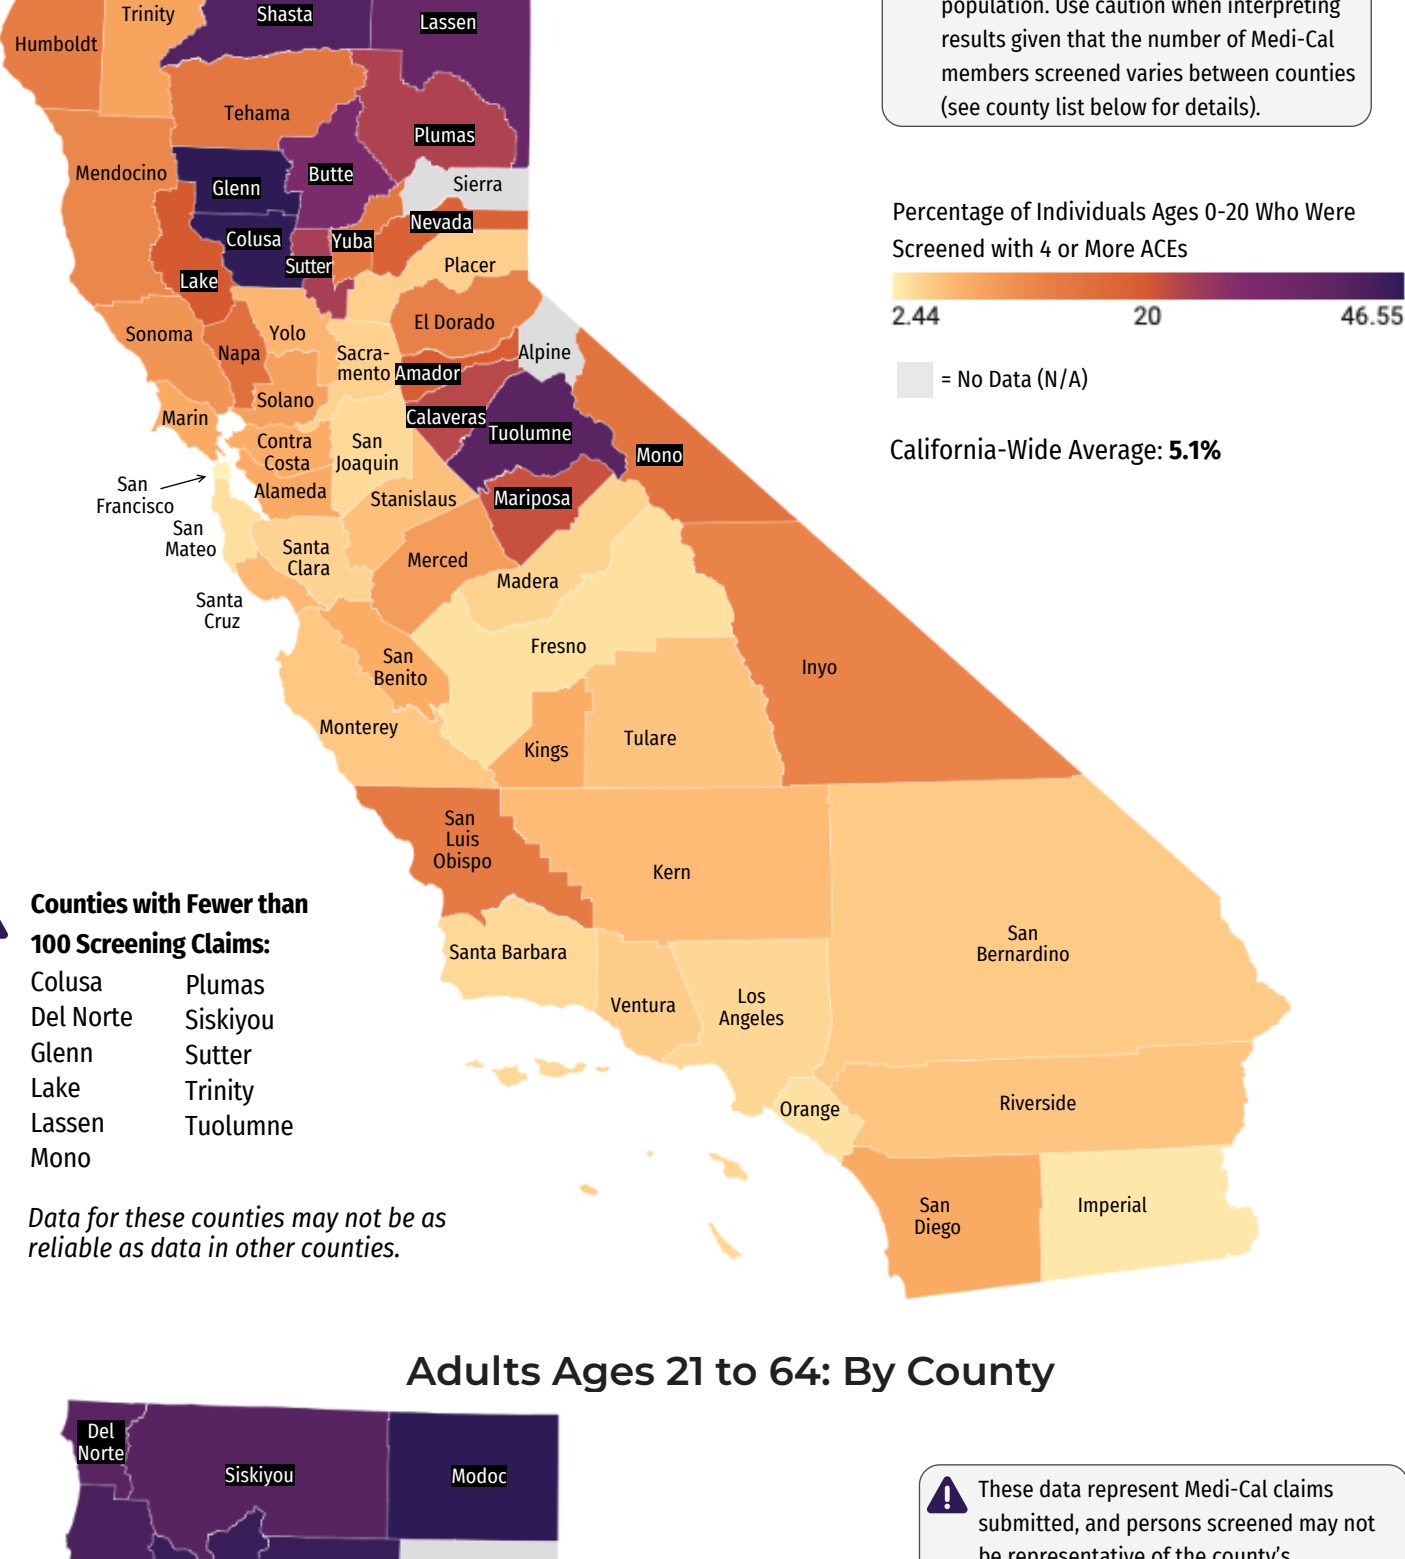 population. Use caution when interpreting
results given that the number of Medi-Cal
members screened varies between counties
(see county list below for details).
Percentage of Individuals Ages 0-20 Who Were
Screened with 4 or More ACEs
2.44 20 46.55
= No Data (N/A)
California-Wide Average: 5.1%
Trinity
Shasta
Lassen
Humboldt
Tehama
Plumas
Mendocino
Glenn
Butte
Sierra
Nevada
Colusa
Yuba
Sutter
Placer
Lake
El Dorado
Sonoma
Yolo
Napa
Sacra-
mento
Alpine
Amador
Solano
Marin
Calaveras
Tuolumne
Contra
Costa
San
Joaquin
Mono
San
Francisco
Alameda
Stanislaus
Mariposa
San
Mateo
Santa
Clara
Merced
Madera
Santa
Cruz
Fresno
San
Benito
Inyo
Monterey
Kings
Tulare
San
Luis
Obispo
Kern
San
Bernardino
Santa Barbara
Ventura
Los
Angeles
Orange
Riverside
San
Diego
Imperial
Counties with Fewer than
100 Screening Claims:
Colusa
Del Norte
Glenn
Lake
Lassen
Mono
Plumas
Siskiyou
Sutter
Trinity
Tuolumne
Data for these counties may not be as
reliable as data in other counties.
Adults Ages 21 to 64: By County
Del
Norte
Siskiyou
Modoc
These data represent Medi-Cal claims
submitted, and persons screened may not
be representative of the county's